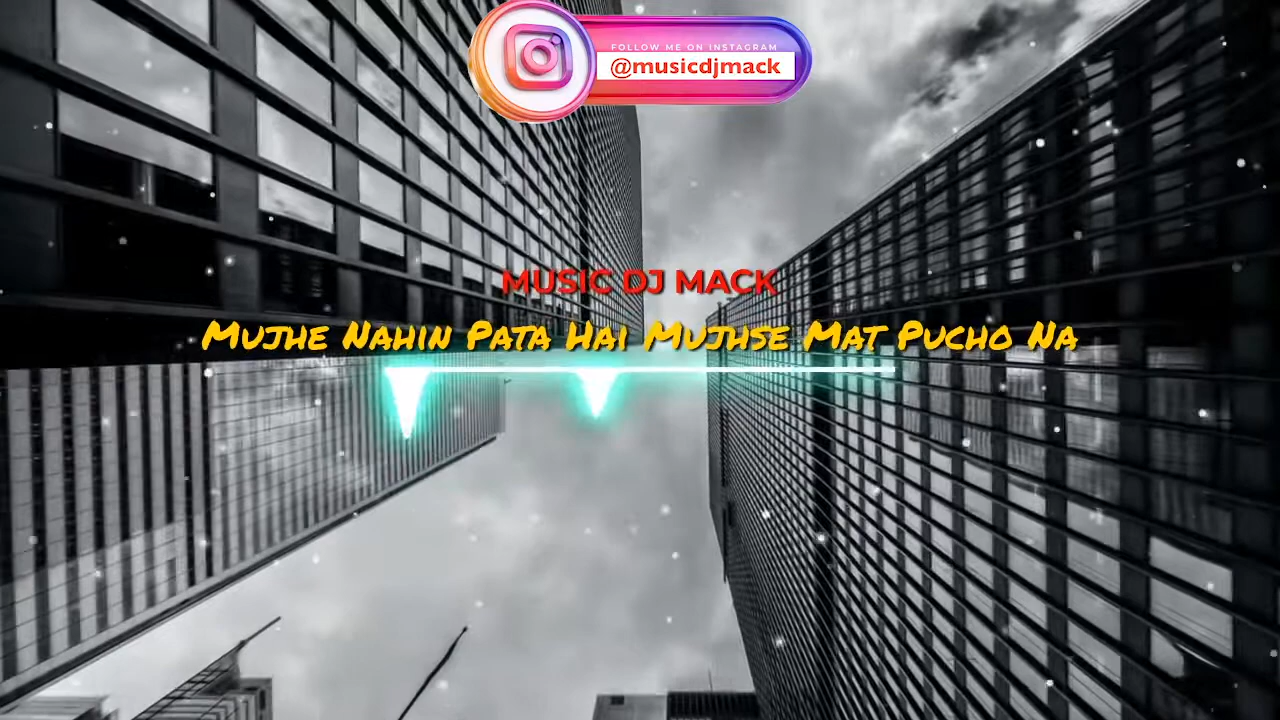 FOLLOW ME ON INSTAGRAM
@musicdjmack
MUSIC DJ MACK
Mujhe Nahin Pata Hai Mujhse Mat Pucho Na